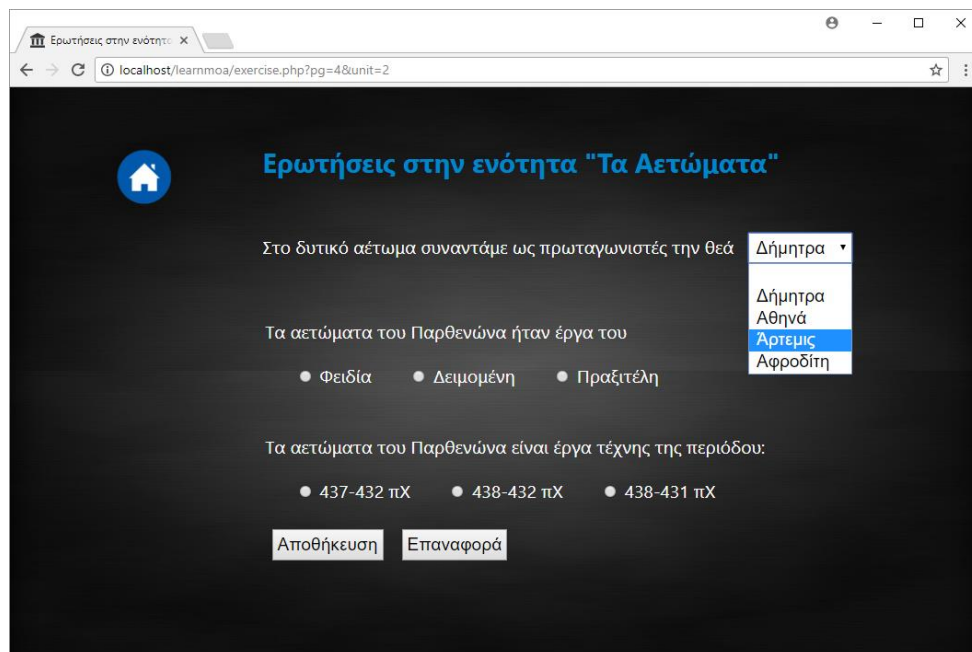 Ερωτήσεις στην ενότητα
localhost/learnmoa/exercise.php?pg=4&unit=2
Ερωτήσεις στην ενότητα "Τα Αετώματα"
Στο δυτικό αέτωμα συναντάμε ως πρωταγωνιστές την θεά Δήμητρα
Δήμητρα
Αθηνά
Άρτεμις
Αφροδίτη
Τα αετώματα του Παρθενώνα ήταν έργα του
Φειδία Δειμομένη Πραξιτέλη
Τα αετώματα του Παρθενώνα είναι έργα τέχνης της περιόδου:
437-432 πΧ 438-432 πΧ 438-431 πΧ
Αποθήκευση Επαναφορά